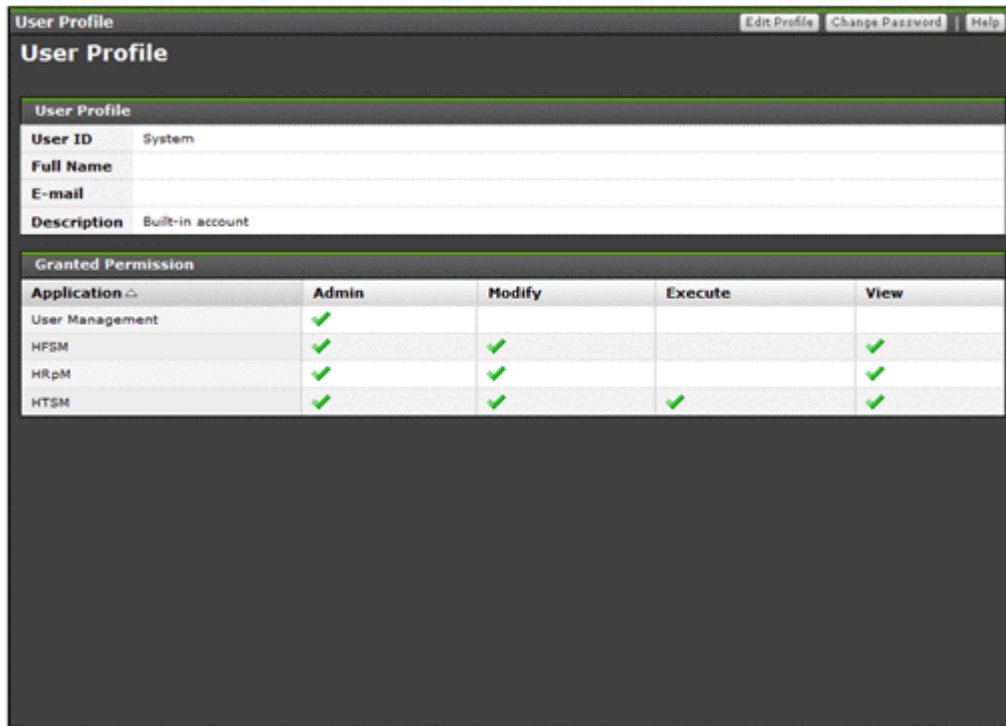 User Profile Edit Profile Change Password | Help
User Profile
User Profile
User ID System
Full Name
E-mail
Description Built-in account
Granted Permission
Application Admin Modify Execute View
User Management
HFSM
HRpM
HTSM